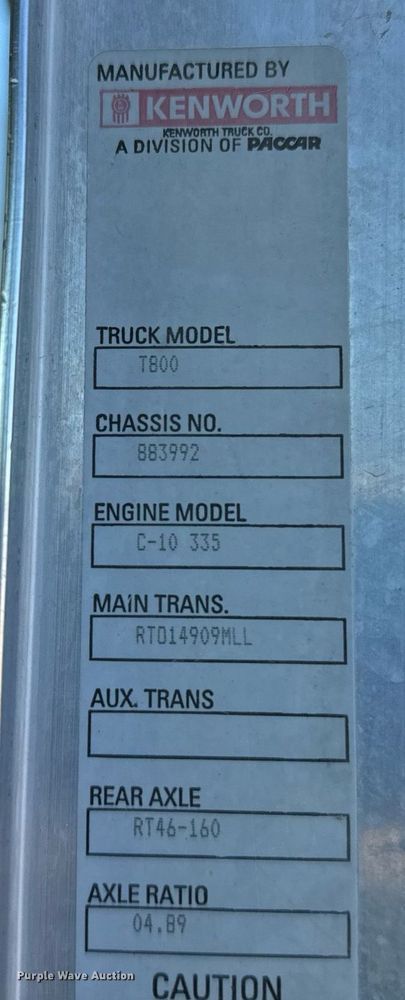 MANUFACTURED BY
KENWORTH
KENWORTH TRUCK CO.
A DIVISION OF PACCAR
TRUCK MODEL
T800
CHASSIS NO.
883992
ENGINE MODEL
C-10 335
MAIN TRANS.
RTO14909MLL
AUX. TRANS
REAR AXLE
RT46-160
AXLE RATIO
04.89
CAUTION
Purple Wave Auction